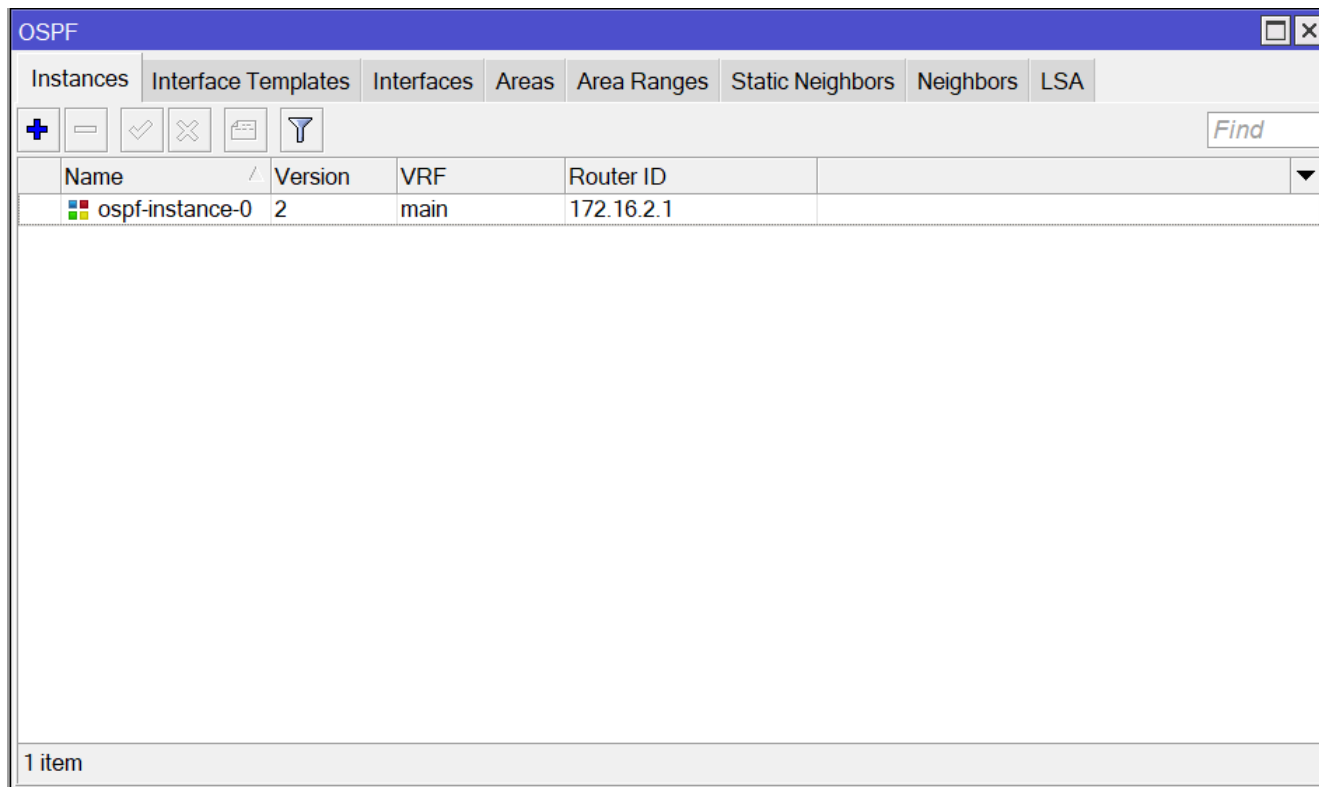 OSPF
Instances Interface Templates Interfaces Areas Area Ranges Static Neighbors Neighbors LSA
Find
Name Version VRF Router ID
ospf-instance-0 2 main 172.16.2.1
1 item